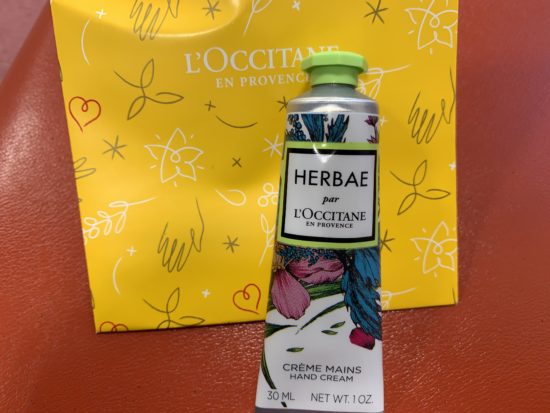 L'OCCITANE
EN PROVENCE
HERBAE
par
L'OCCITANE
EN PROVENCE
CRÈME MAINS
HAND CREAM
30 ML NET WT. 1 OZ.